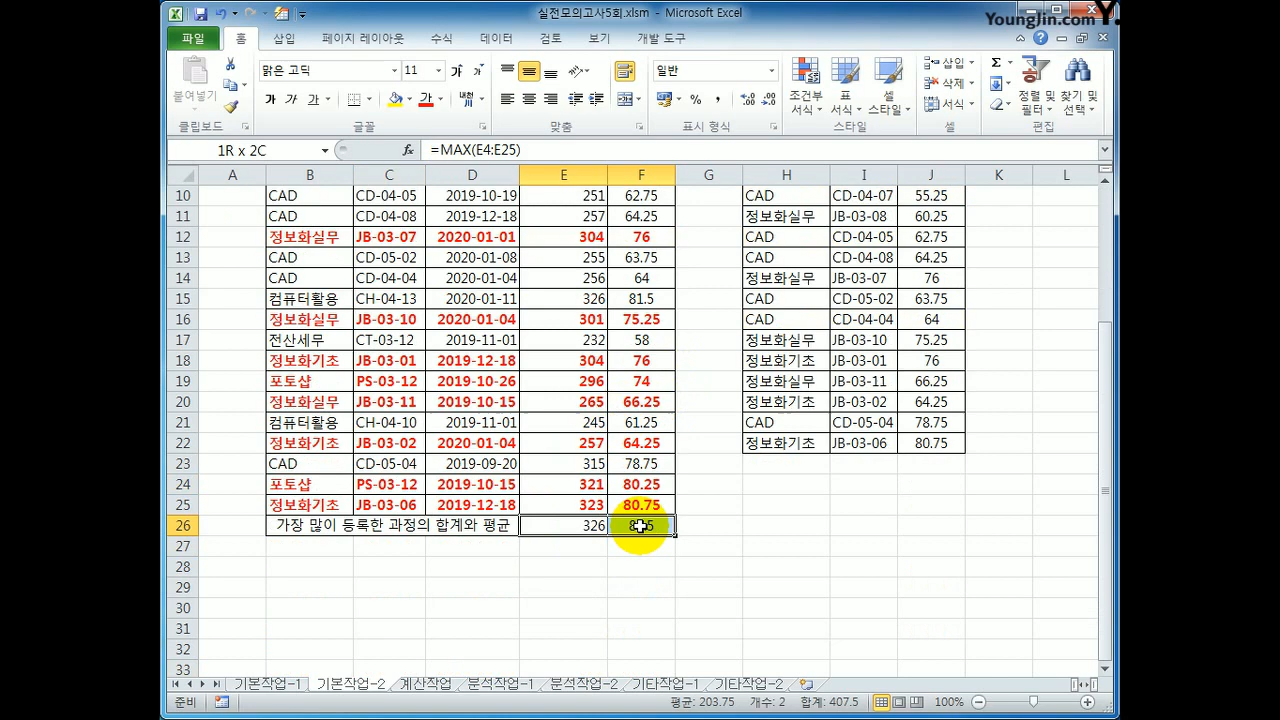 실전모의고사5회.xlsm - Microsoft Excel
YoungJin.com Y.
파일 홈 삽입 페이지 레이아웃 수식 데이터 검토 보기 개발 도구
붙여넣기 맑은 고딕 11 가 가 가 가 내천 일반 % , 조건부 서식 표 서식 셀 스타일 삽입 삭제 서식 Σ 정렬 및 필터 찾기 및 선택
클립보드 글꼴 맞춤 표시 형식 스타일 셀 편집
1R x 2C fx =MAX(E4:E25)
A B C D E F G H I J K L
10 CAD CD-04-05 2019-10-19 251 62.75 CAD CD-04-07 55.25
11 CAD CD-04-08 2019-12-18 257 64.25 정보화실무 JB-03-08 60.25
12 정보화실무 JB-03-07 2020-01-01 304 76 CAD CD-04-05 62.75
13 CAD CD-05-02 2020-01-08 255 63.75 CAD CD-04-08 64.25
14 CAD CD-04-04 2020-01-04 256 64 정보화실무 JB-03-07 76
15 컴퓨터활용 CH-04-13 2020-01-11 326 81.5 CAD CD-05-02 63.75
16 정보화실무 JB-03-10 2020-01-04 301 75.25 CAD CD-04-04 64
17 전산세무 CT-03-12 2019-11-01 232 58 정보화실무 JB-03-10 75.25
18 정보화기초 JB-03-01 2019-12-18 304 76 정보화기초 JB-03-01 76
19 포토샵 PS-03-12 2019-10-26 296 74 정보화실무 JB-03-11 66.25
20 정보화실무 JB-03-11 2019-10-15 265 66.25 정보화기초 JB-03-02 64.25
21 컴퓨터활용 CH-04-10 2019-11-01 245 61.25 CAD CD-05-04 78.75
22 정보화기초 JB-03-02 2020-01-04 257 64.25 정보화기초 JB-03-06 80.75
23 CAD CD-05-04 2019-09-20 315 78.75
24 포토샵 PS-03-12 2019-10-15 321 80.25
25 정보화기초 JB-03-06 2019-12-18 323 80.75
26 가장 많이 등록한 과정의 합계와 평균 326
27
28
29
30
31
32
33
기본작업-1 기본작업-2 계산작업 분석작업-1 분석작업-2 기타작업-1 기타작업-2
준비 평균: 203.75 개수: 2 합계: 407.5 100%